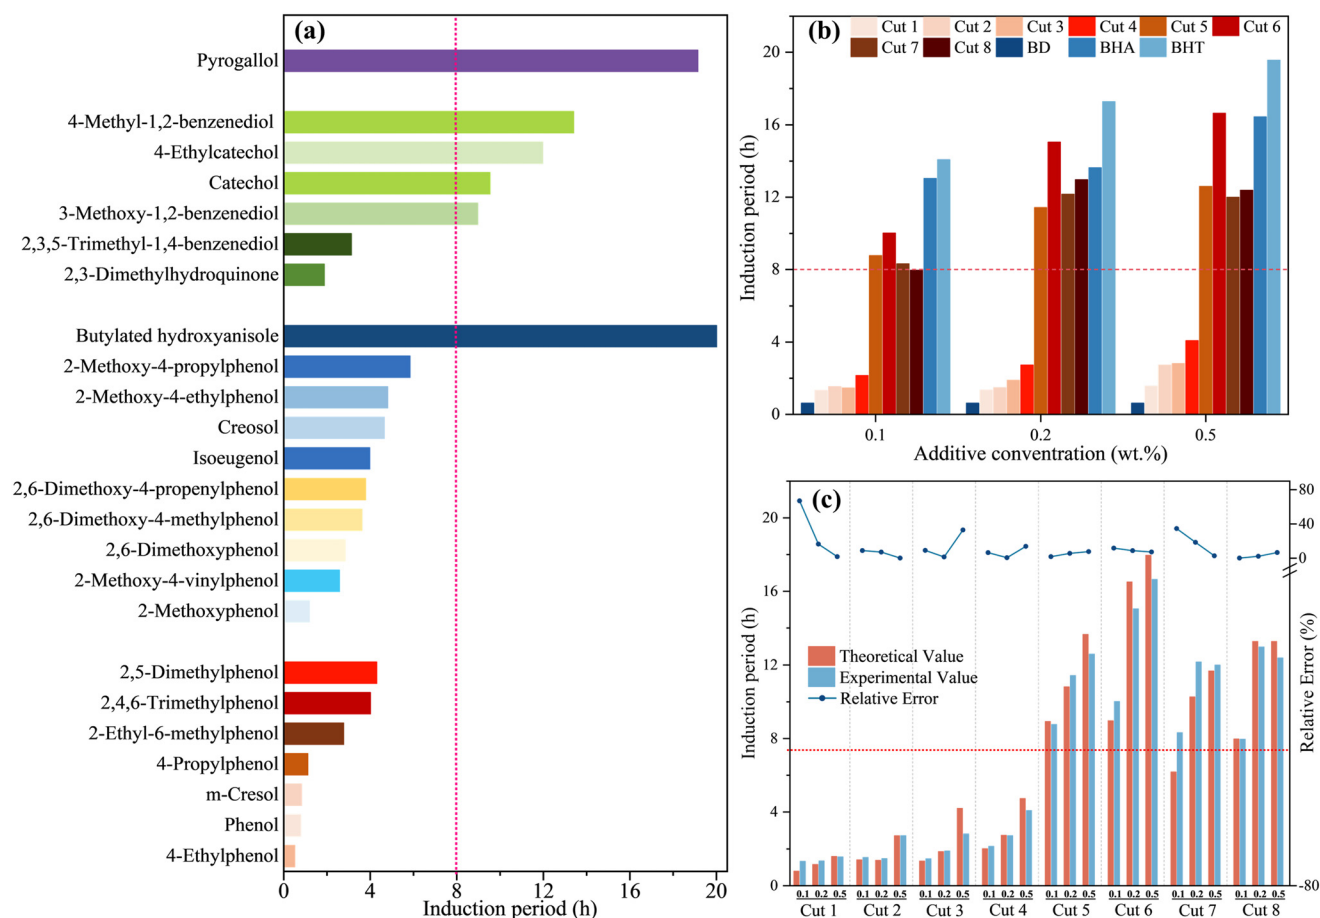 (a)
Pyrogallol
4-Methyl-1,2-benzenediol
4-Ethylcatechol
Catechol
3-Methoxy-1,2-benzenediol
2,3,5-Trimethyl-1,4-benzenediol
2,3-Dimethylhydroquinone
Butylated hydroxyanisole
2-Methoxy-4-propylphenol
2-Methoxy-4-ethylphenol
Creosol
Isoeugenol
2,6-Dimethoxy-4-propenylphenol
2,6-Dimethoxy-4-methylphenol
2,6-Dimethoxyphenol
2-Methoxy-4-vinylphenol
2-Methoxyphenol
2,5-Dimethylphenol
2,4,6-Trimethylphenol
2-Ethyl-6-methylphenol
4-Propylphenol
m-Cresol
Phenol
4-Ethylphenol
0 4 8 12 16 20
Induction period (h)
(b)
Cut 1 Cut 2 Cut 3 Cut 4 Cut 5 Cut 6
Cut 7 Cut 8 BD BHA BHT
Induction period (h)
20
16
12
8
4
0
0.1 0.2 0.5
Additive conventration (wt.%)
(c)
Induction period (h)
20
16
12
8
4
0
80
40
0
-80
Relative Error (%)
Theoretical Value
Experimental Value
Relative Error
0.1 0.2 0.5 0.1 0.2 0.5 0.1 0.2 0.5 0.1 0.2 0.5 0.1 0.2 0.5 0.1 0.2 0.5 0.1 0.2 0.5 0.1 0.2 0.5
Cut 1 Cut 2 Cut 3 Cut 4 Cut 5 Cut 6 Cut 7 Cut 8